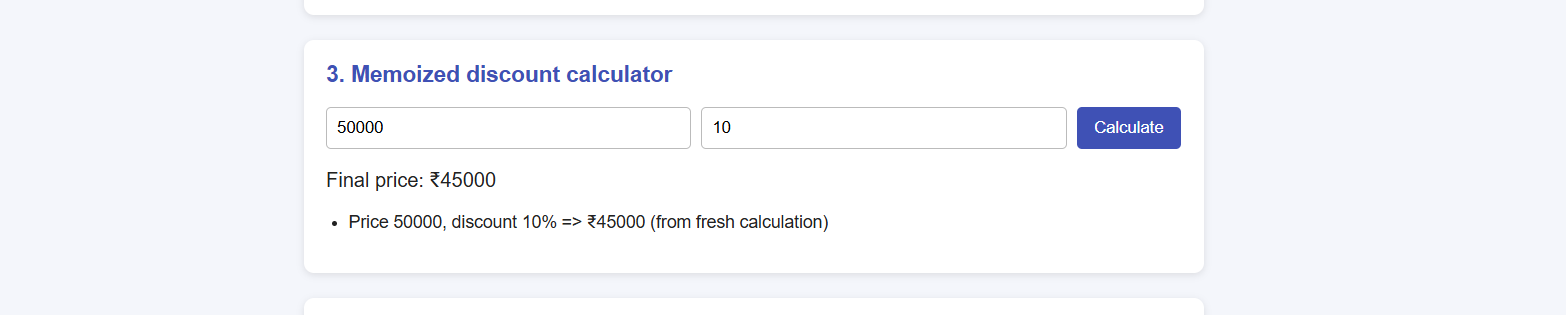 3. Memoized discount calculator
50000
10
Calculate
Final price: ₹45000
Price 50000, discount 10% => ₹45000 (from fresh calculation)